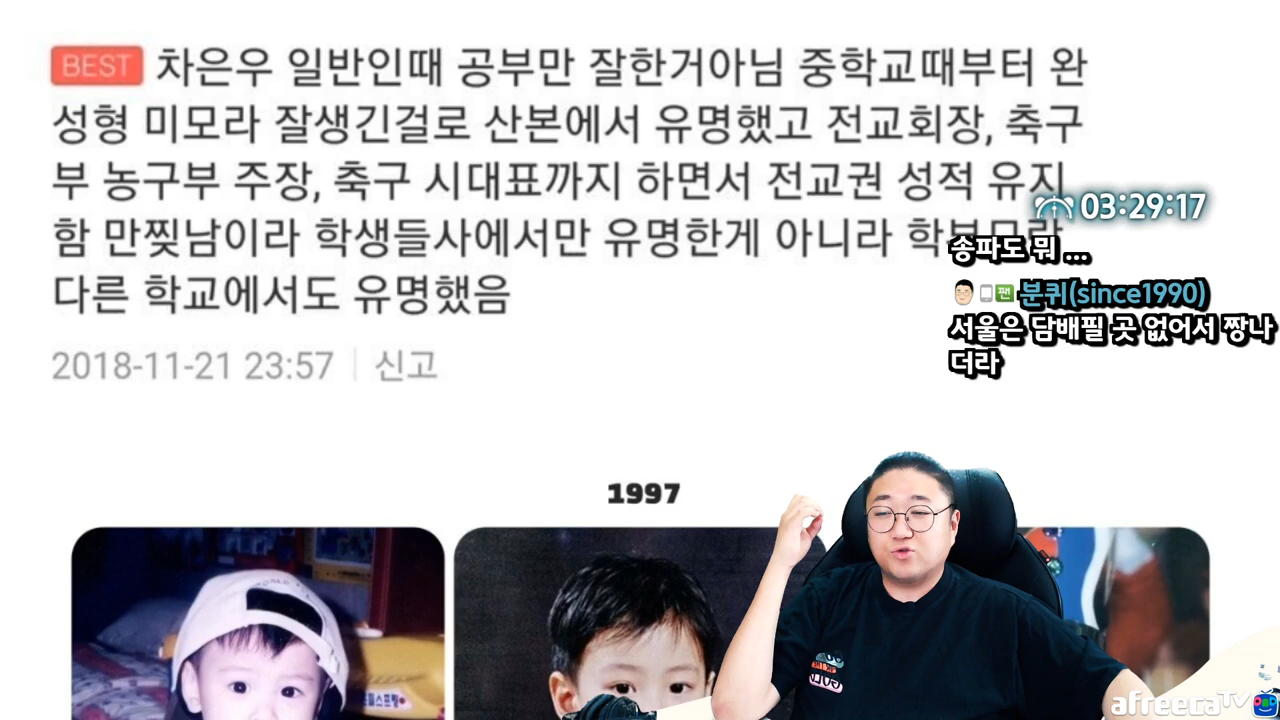 BEST 차은우 일반인때 공부만 잘한거아님 중학교때부터 완
성형 미모라 잘생긴걸로 산본에서 유명했고 전교회장, 축구
부 농구부 주장, 축구 시대표까지 하면서 전교권 성적 유지
함 만찢남이라 학생들사에서만 유명한게 아니라 학부모랑
다른 학교에서도 유명했음
2018-11-21 23:57 | 신고
03:29:17
송파도 뭐 ...
팬 분퀴(since1990)
서울은 담배필 곳 없어서 짱나
더라
1997
WORLD
afreecaTV